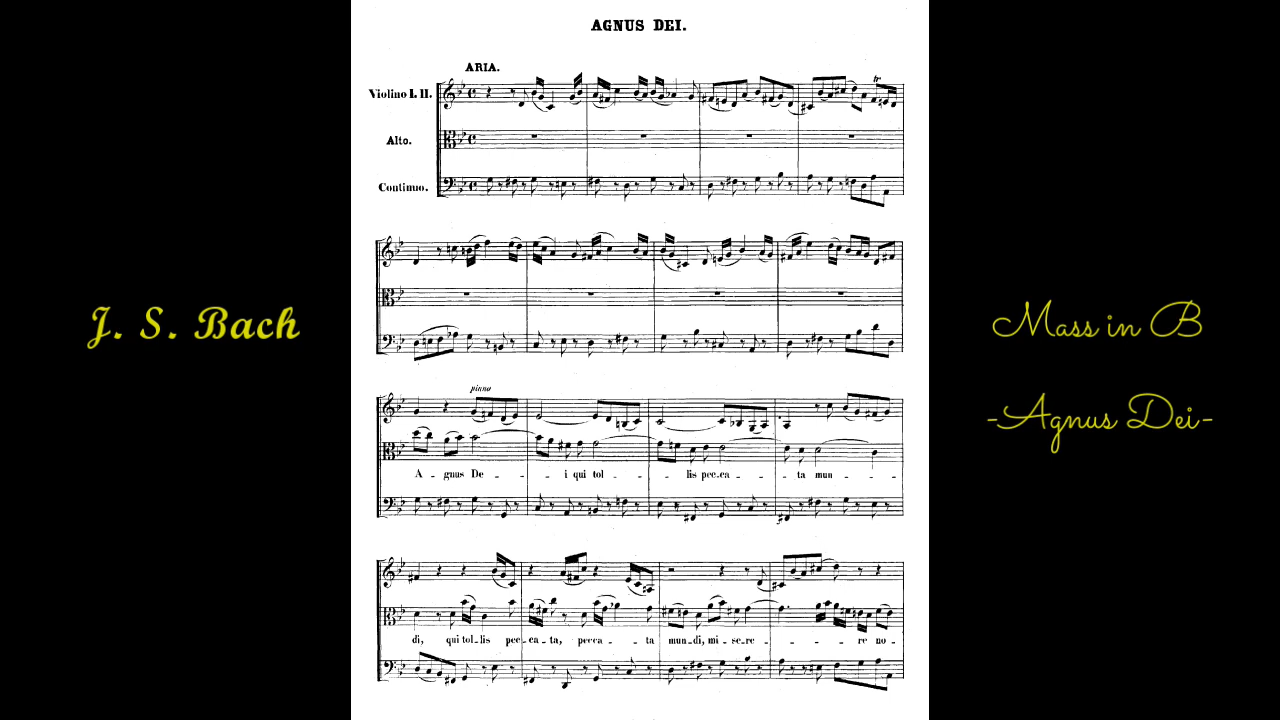 AGNUS DEI.
ARIA.
Violino I. II.
Alto.
Continuo.
tr
J. S. Bach
Mass in B
-Agnus Dei-
piano
A - gnus De - - i qui tol - - lis pec-ca - - ta mun - - -
di, qui tol-lis pec-ca-ta, pecca - ta mun-di, mi-se-re - - - - re no-